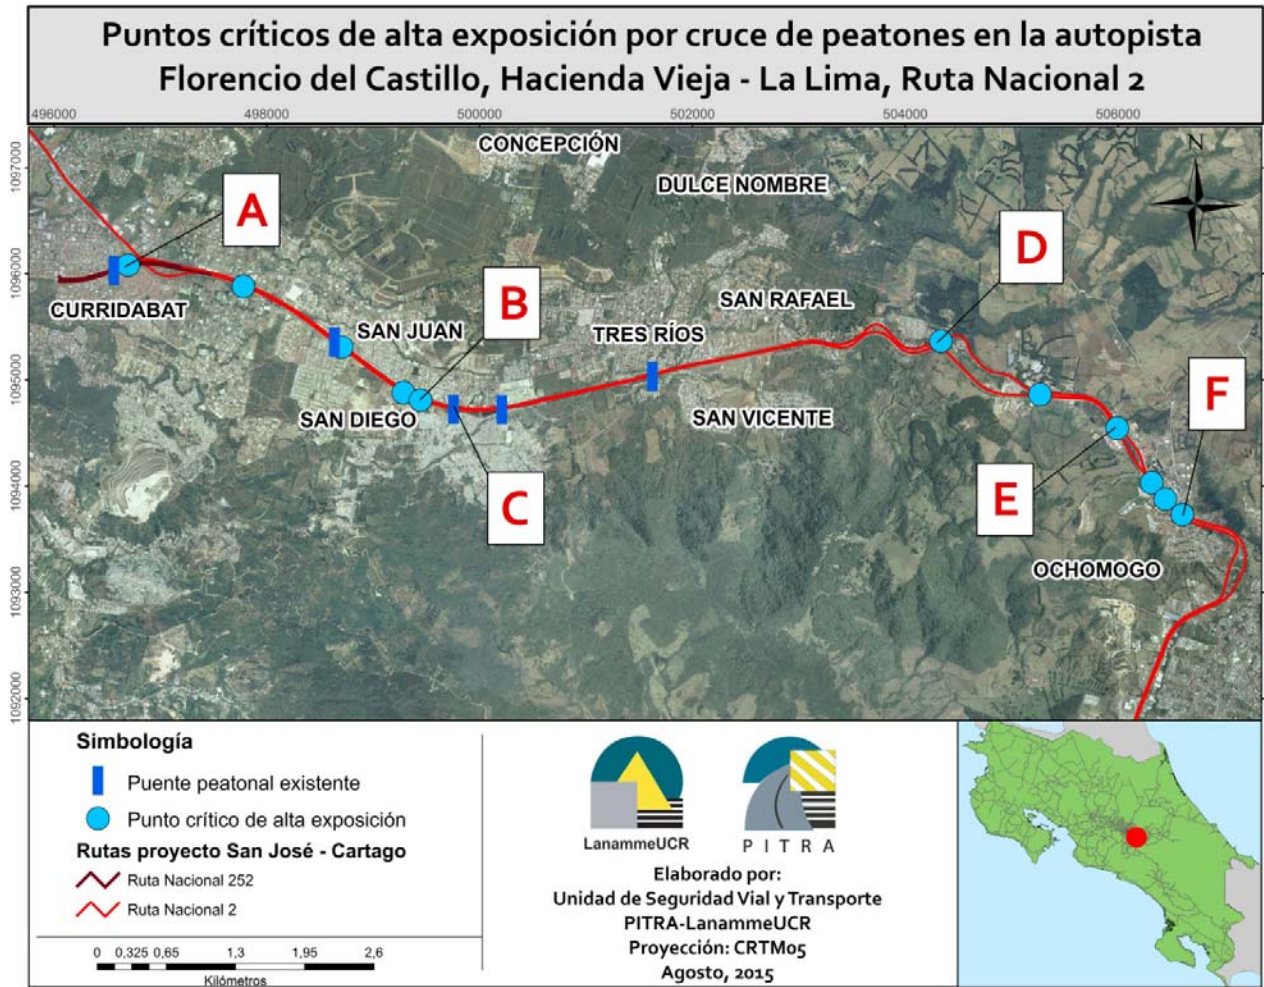 Puntos críticos de alta exposición por cruce de peatones en la autopista
Florencio del Castillo, Hacienda Vieja - La Lima, Ruta Nacional 2
496000 498000 500000 502000 504000 506000
1097000
1096000
1095000
1094000
1093000
1092000
CONCEPCIÓN
DULCE NOMBRE
N
A
D
CURRIDABAT
B
SAN RAFAEL
SAN JUAN
TRES RÍOS
F
SAN DIEGO
SAN VICENTE
C
E
OCHOMOGO
Simbología
Puente peatonal existente
Punto crítico de alta exposición
Rutas proyecto San José - Cartago
Ruta Nacional 252
Ruta Nacional 2
0 0,325 0,65 1,3 1,95 2,6
Kilómetros
LanammeUCR
PITRA
Elaborado por:
Unidad de Seguridad Vial y Transporte
PITRA-LanammeUCR
Proyección: CRTM05
Agosto, 2015